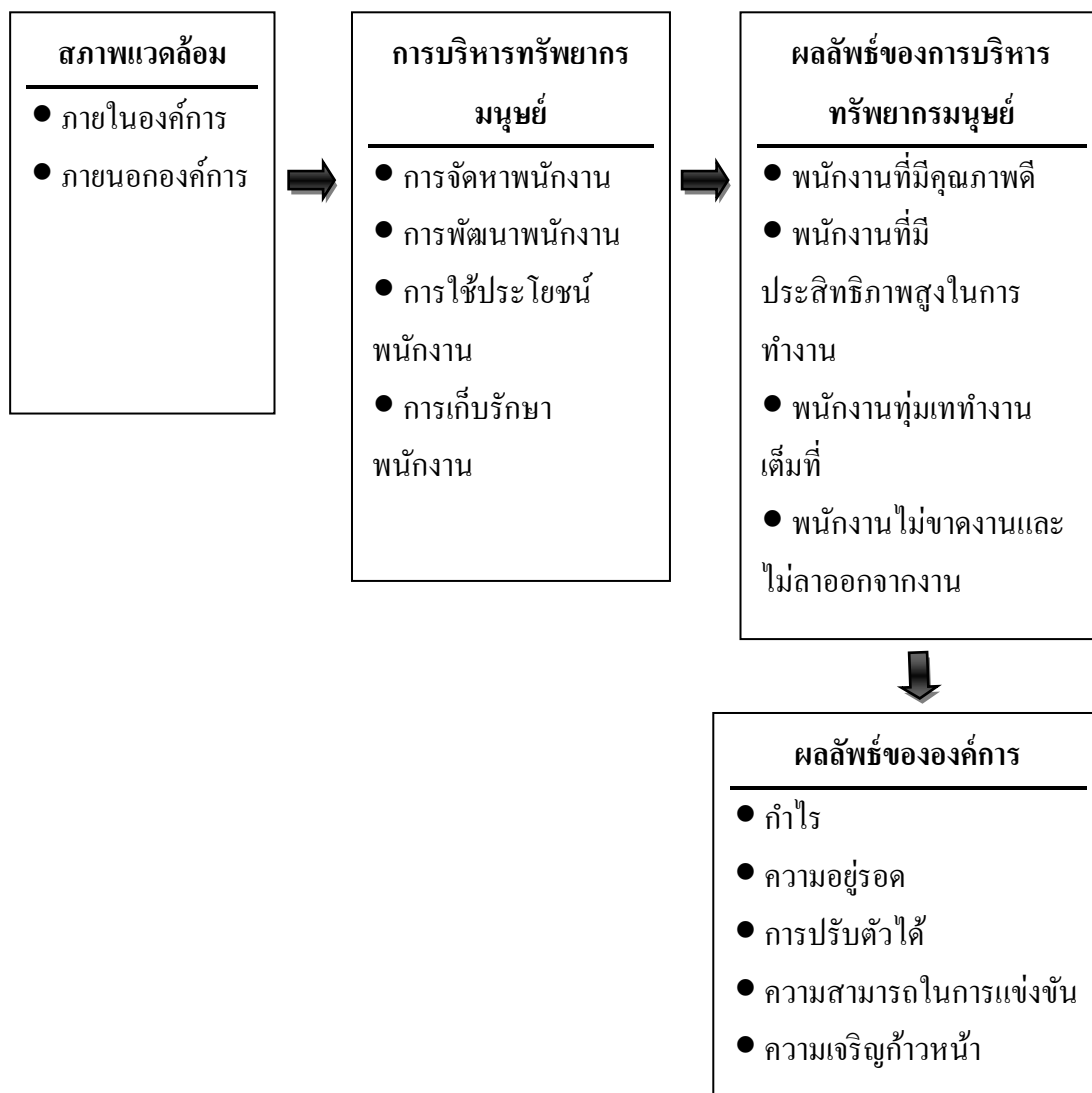 สภาพแวดล้อม
● ภายในองค์การ
● ภายนอกองค์การ
การบริหารทรัพยากร
มนุษย์
● การจัดหาพนักงาน
● การพัฒนาพนักงาน
● การใช้ประโยชน์
พนักงาน
● การเก็บรักษา
พนักงาน
ผลลัพธ์ของการบริหาร
ทรัพยากรมนุษย์
● พนักงานที่มีคุณภาพดี
● พนักงานที่มี
ประสิทธิภาพสูงในการ
ทำงาน
● พนักงานทุ่มเททำงาน
เต็มที่
● พนักงานไม่ขาดงานและ
ไม่ลาออกจากงาน
ผลลัพธ์ขององค์การ
● กำไร
● ความอยู่รอด
● การปรับตัวได้
● ความสามารถในการแข่งขัน
● ความเจริญก้าวหน้า